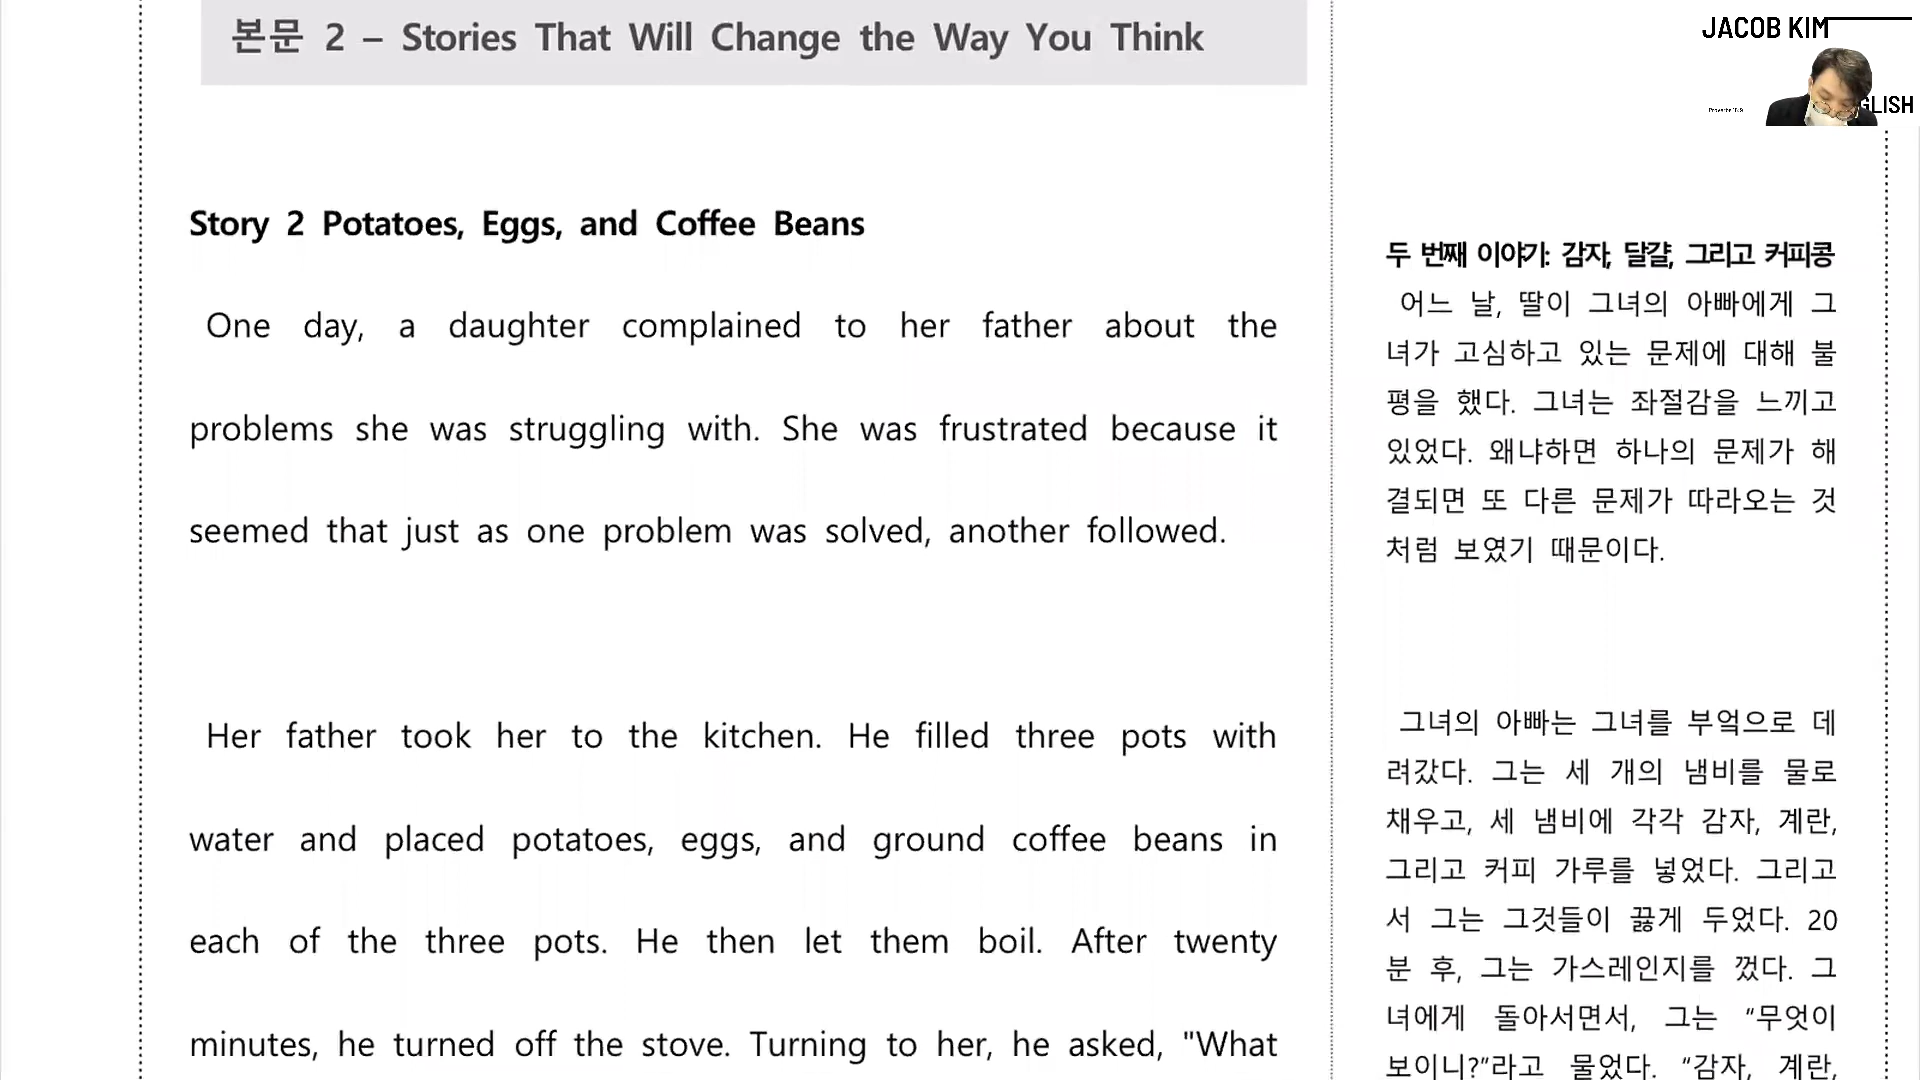 본문 2 – Stories That Will Change the Way You Think
JACOB KIM
GLISH
Story 2 Potatoes, Eggs, and Coffee Beans
One day, a daughter complained to her father about the
problems she was struggling with. She was frustrated because it
seemed that just as one problem was solved, another followed.
Her father took her to the kitchen. He filled three pots with
water and placed potatoes, eggs, and ground coffee beans in
each of the three pots. He then let them boil. After twenty
minutes, he turned off the stove. Turning to her, he asked, "What
두 번째 이야기: 감자, 달걀, 그리고 커피콩
어느 날, 딸이 그녀의 아빠에게 그
녀가 고심하고 있는 문제에 대해 불
평을 했다. 그녀는 좌절감을 느끼고
있었다. 왜냐하면 하나의 문제가 해
결되면 또 다른 문제가 따라오는 것
처럼 보였기 때문이다.
그녀의 아빠는 그녀를 부엌으로 데
려갔다. 그는 세 개의 냄비를 물로
채우고, 세 냄비에 각각 감자, 계란,
그리고 커피 가루를 넣었다. 그리고
서 그는 그것들이 끓게 두었다. 20
분 후, 그는 가스레인지를 껐다. 그
녀에게 돌아서면서, 그는 “무엇이
보이니?”라고 물었다. “감자, 계란,